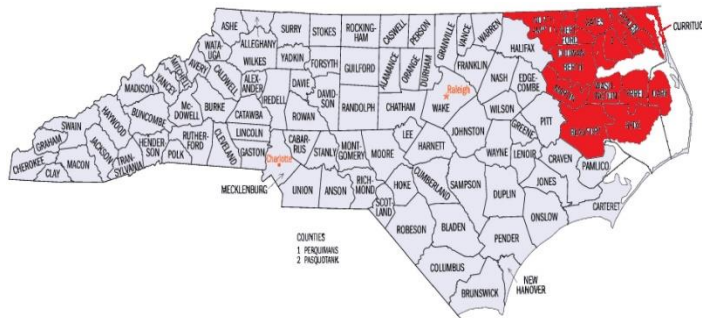 ASHE
ALLEGHANY
SURRY
STOKES
ROCKING-
HAM
CASWELL
PERSON
GRANVILLE
VANCE
WARREN
HALIFAX
CURRITUC
WATA-
UGA
WILKES
YADKIN
FORSYTH
GUILFORD
ALAMANCE
ORANGE
DURHAM
FRANKLIN
NASH
EDGE-
COMBE
MITCHELL
AVERY
CALDWELL
ALEX-
ANDER
IREDELL
DAVIE
DAVID-
SON
RANDOLPH
CHATHAM
Raleigh
WAKE
WILSON
PITT
MADISON
YANCEY
BUNCOMBE
Mc-
DOWELL
BURKE
CATAWBA
ROWAN
LEE
JOHNSTON
GREENE
HAYWOOD
RUTHER-
FORD
CLEVELAND
LINCOLN
GASTON
Charlotte
CABAR-
RUS
STANLY
MONT-
GOMERY
MOORE
HARNETT
WAYNE
LENOIR
CRAVEN
PAMLICO
SWAIN
GRAHAM
CHEROKEE
CLAY
MACON
JACKSON
TRAN-
SYLVANIA
HENDER-
SON
POLK
MECKLENBURG
UNION
ANSON
RICH-
MOND
SCOT-
LAND
HOKE
CUMBERLAND
SAMPSON
DUPLIN
JONES
CARTERET
ONSLOW
ROBESON
BLADEN
PENDER
COLUMBUS
BRUNSWICK
NEW
HANOVER
COUNTIES
1 PERQUIMANS
2 PASQUOTANK